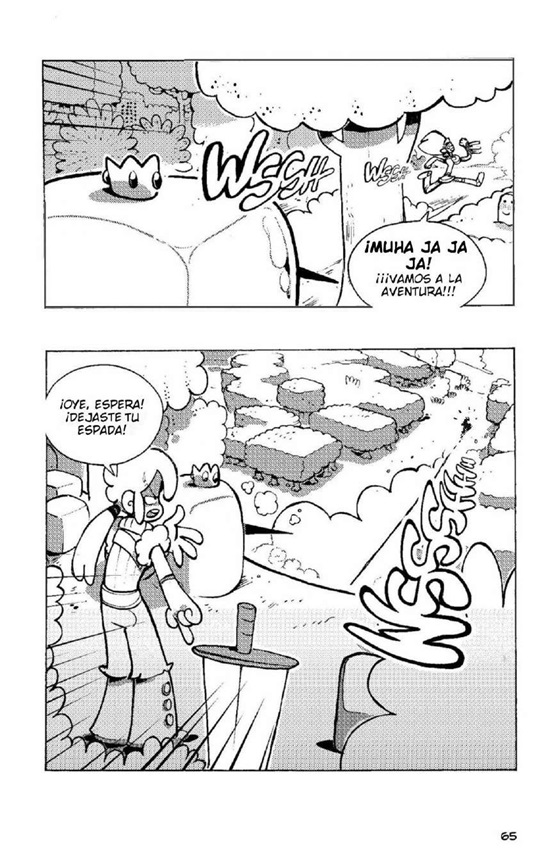 WSSH
WSSH
¡MUHA JA JA
JA!
¡¡¡VAMOS A LA
AVENTURA!!!
¡OYE, ESPERA!
¡DEJASTE TU
ESPADA!
WSSSHHH
65